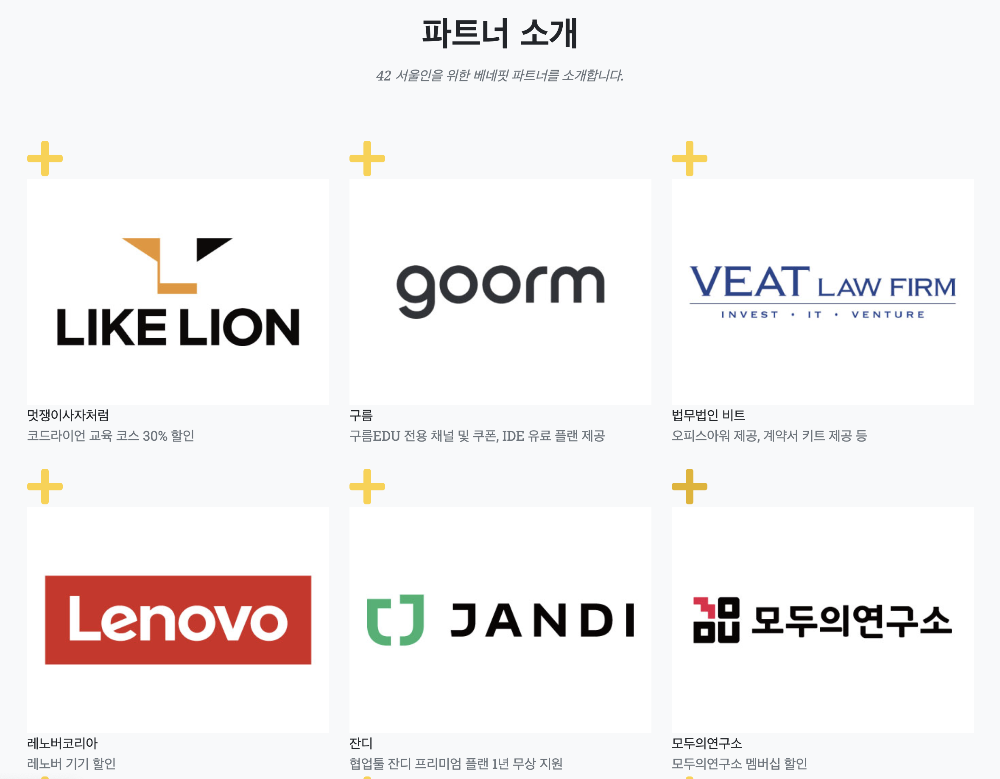 파트너 소개
42 서울인을 위한 베네핏 파트너를 소개합니다.
LIKE LION
멋쟁이사자처럼
코드라이언 교육 코스 30% 할인
goorm
구름
구름EDU 전용 채널 및 쿠폰, IDE 유료 플랜 제공
VEAT LAW FIRM
INVEST • IT • VENTURE
법무법인 비트
오피스아워 제공, 계약서 키트 제공 등
Lenovo
레노버코리아
레노버 기기 할인
JANDI
잔디
협업툴 잔디 프리미엄 플랜 1년 무상 지원
모두의연구소
모두의연구소
모두의연구소 멤버십 할인